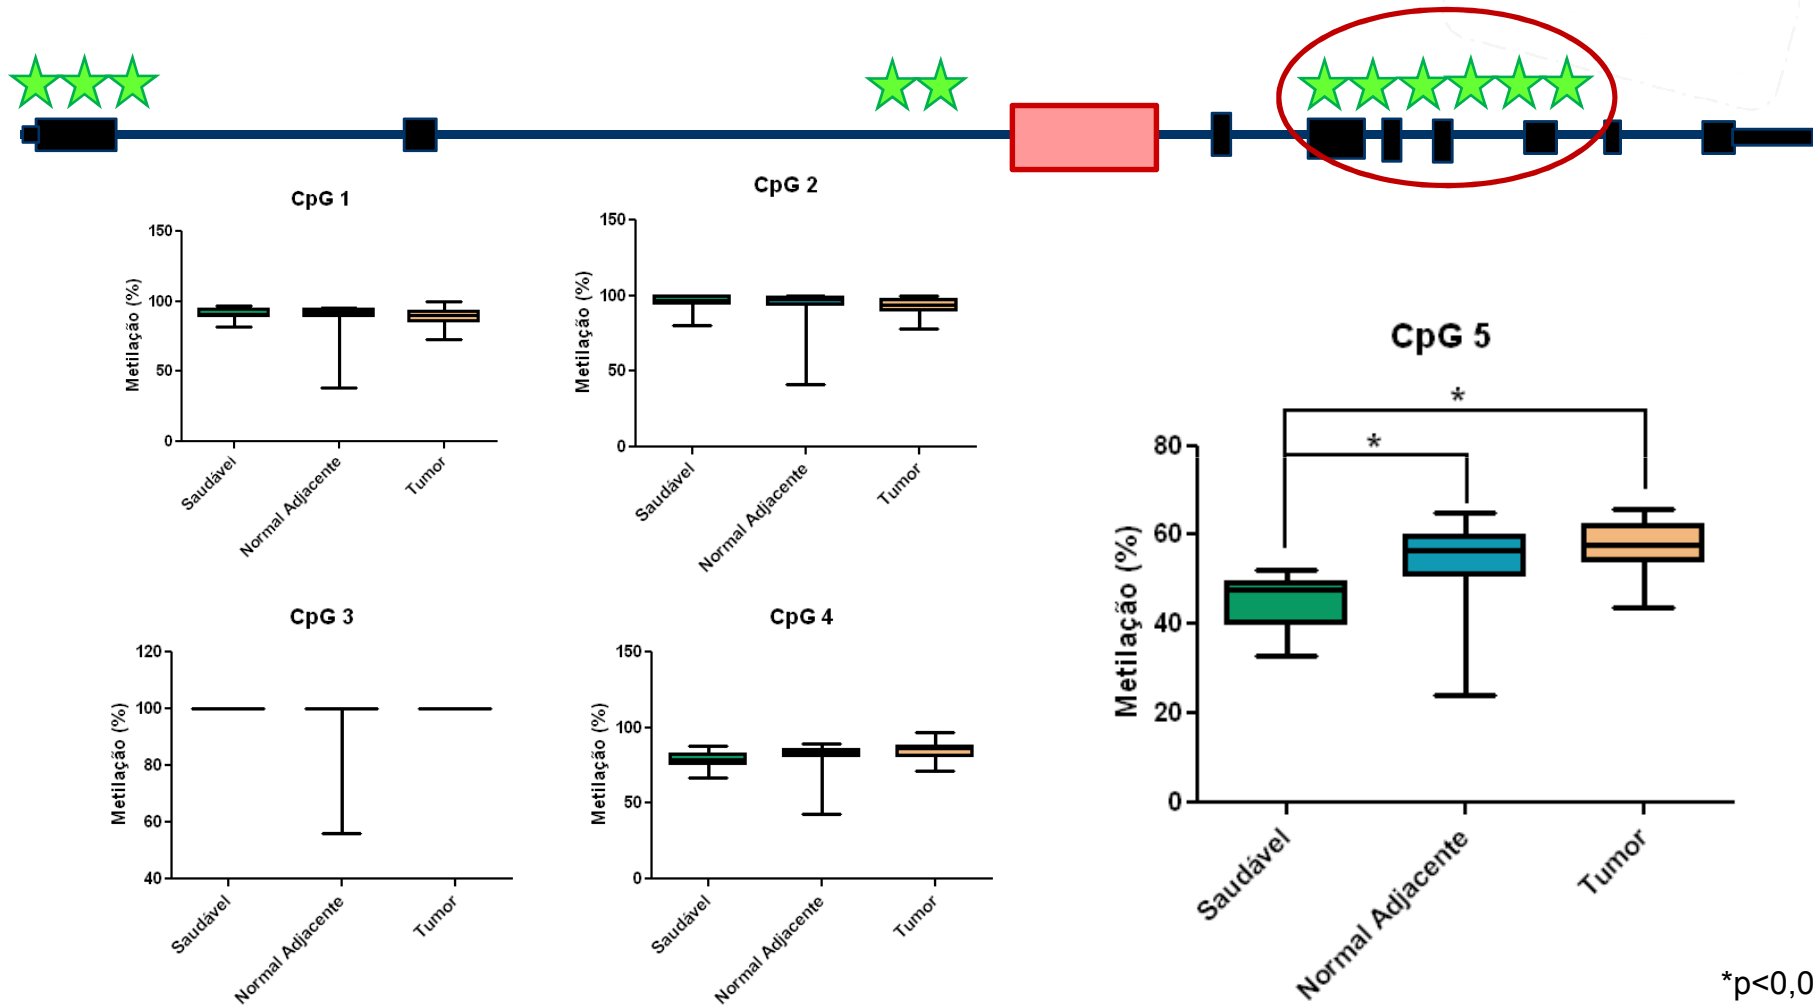 CpG 1
150
100
50
0
Metilação (%)
Saudável
Normal Adjacente
Tumor
CpG 2
150
100
50
0
Metilação (%)
Saudável
Normal Adjacente
Tumor
CpG 3
120
100
80
60
40
Metilação (%)
Saudável
Normal Adjacente
Tumor
CpG 4
150
100
50
0
Metilação (%)
Saudável
Normal Adjacente
Tumor
CpG 5
*
*
80
60
40
20
0
Metilação (%)
Saudável
Normal Adjacente
Tumor
*p<0,0